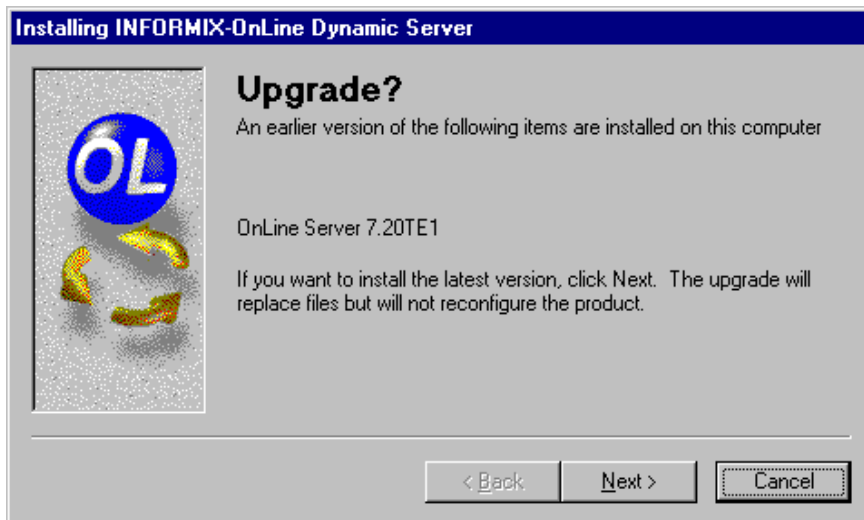 Installing INFORMIX-OnLine Dynamic Server
OL
Upgrade?
An earlier version of the following items are installed on this computer
OnLine Server 7.20TE1
If you want to install the latest version, click Next. The upgrade will
replace files but will not reconfigure the product.
< Back
Next >
Cancel